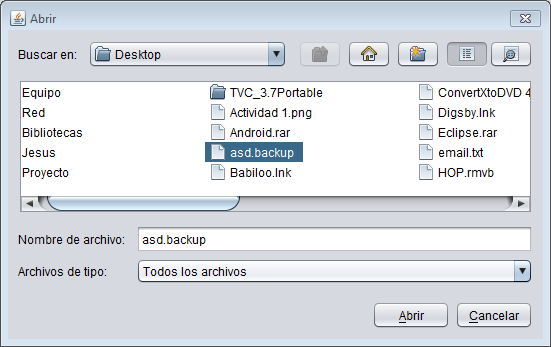 Abrir
Buscar en: Desktop
Equipo
Red
Bibliotecas
Jesus
Proyecto
TVC_3.7Portable
Actividad 1.png
Android.rar
asd.backup
Babiloo.lnk
ConvertXtoDVD 4
Digsby.lnk
Eclipse.rar
email.txt
HOP.rmvb
Nombre de archivo: asd.backup
Archivos de tipo: Todos los archivos
Abrir Cancelar